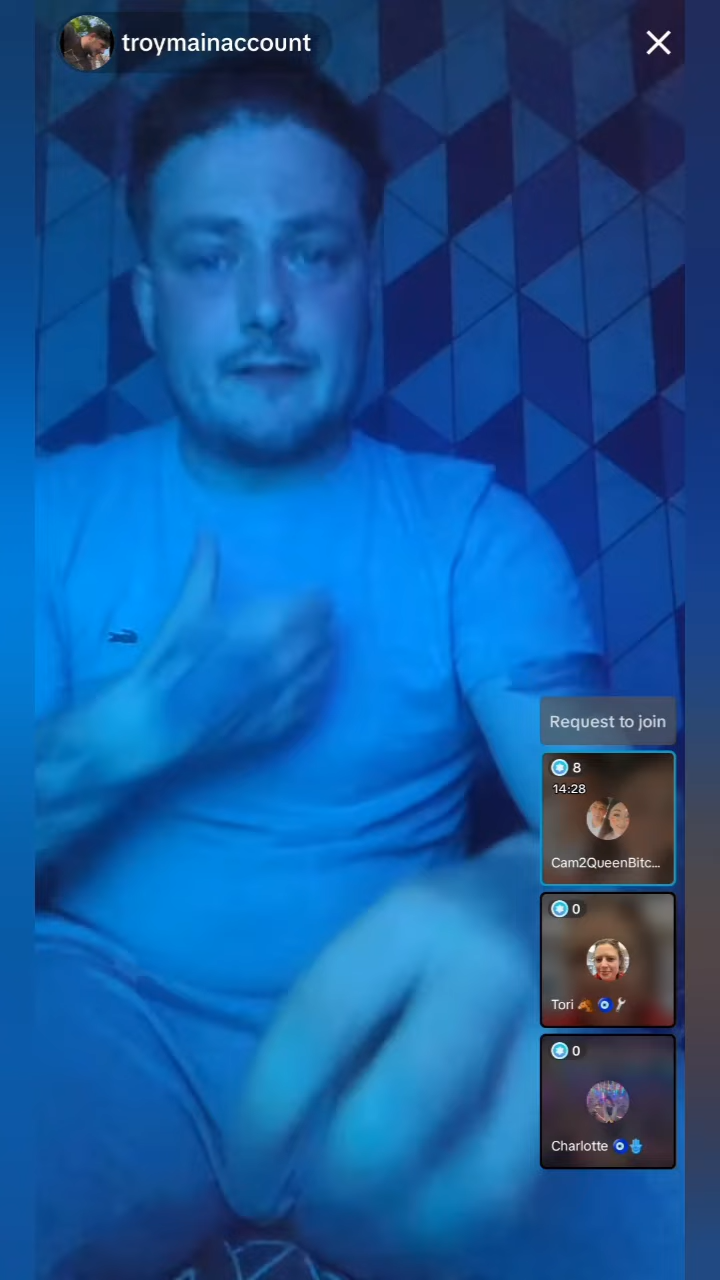 troymainaccount
Request to join
8
14:28
Cam2QueenBitc...
0
Tori
0
Charlotte